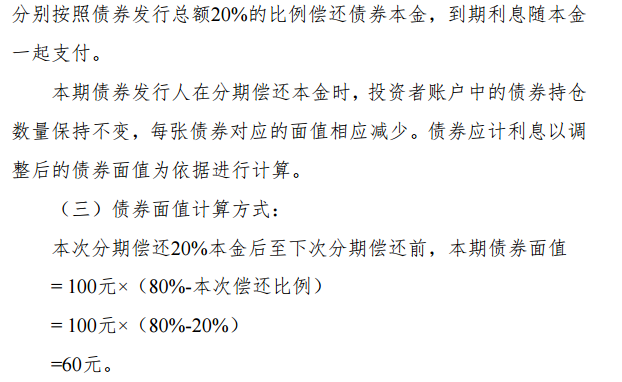 分别按照债券发行总额20%的比例偿还债券本金，到期利息随本金
一起支付。
本期债券发行人在分期偿还本金时，投资者账户中的债券持仓
数量保持不变，每张债券对应的面值相应减少。债券应计利息以调
整后的债券面值为依据进行计算。
（三）债券面值计算方式：
本次分期偿还20%本金后至下次分期偿还前，本期债券面值
= 100元×（80%-本次偿还比例）
= 100元×（80%-20%）
=60元。